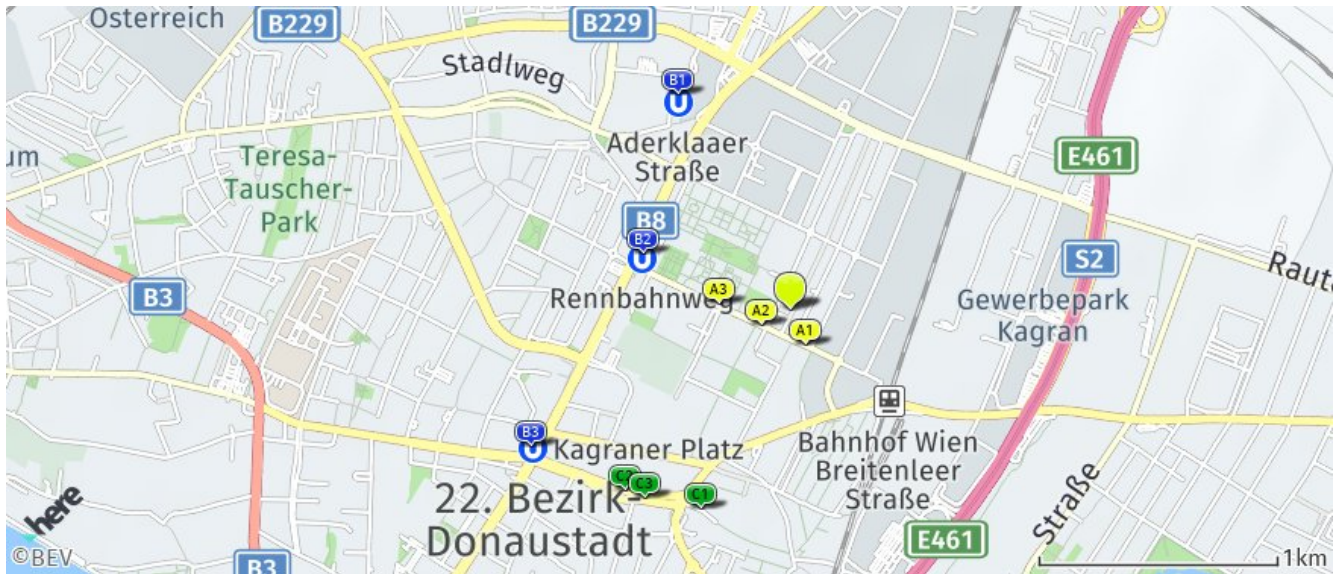 Österreich
B229
B229
Stadlweg
B1
Aderklaaer
Straße
E461
um
Teresa-
Tauscher-
Park
B8
B2
S2
Raute
B3
Rennbahnweg
A3
A2
A1
Gewerbepark
Kagran
B3
Kagraner Platz
Bahnhof Wien
Breitenleer
Straße
C2
C3
C1
22. Bezirk-
Donaustadt
Straße
here
©BEV
B3
E461
1km